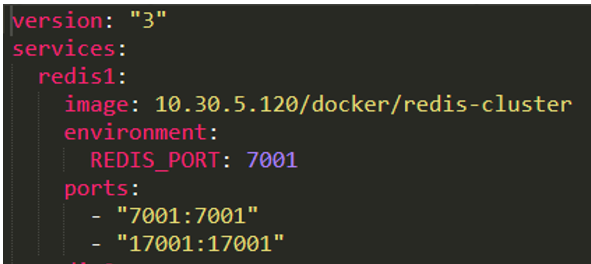 version: "3"
services:
  redis1:
    image: 10.30.5.120/docker/redis-cluster
    environment:
      REDIS_PORT: 7001
    ports:
      - "7001:7001"
      - "17001:17001"